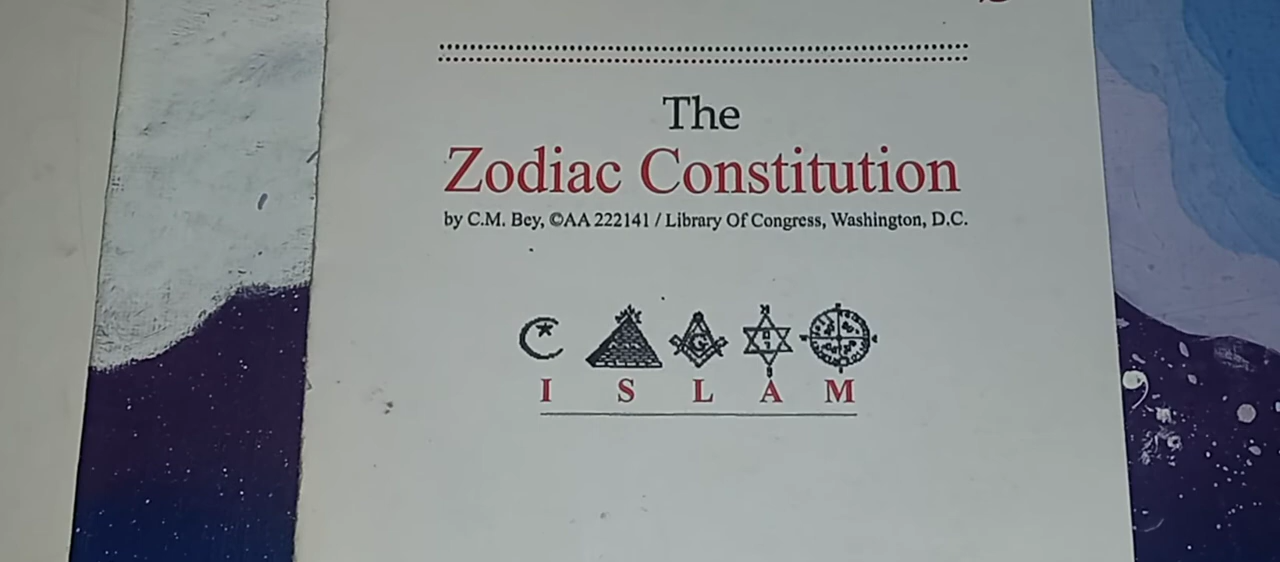 The
Zodiac Constitution
by C.M. Bey, ©AA 222141 / Library Of Congress, Washington, D.C.
I S L A M